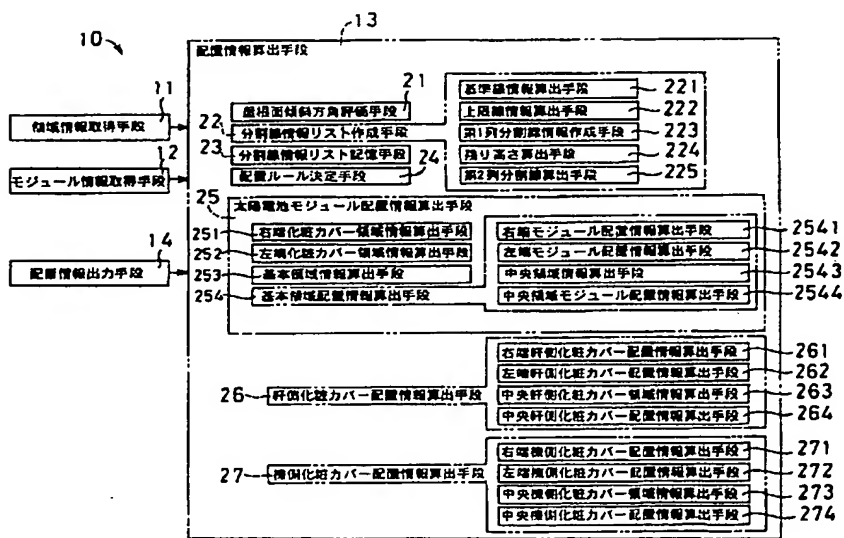 10
13
配置情報算出手段
11
領域情報取得手段
12
モジュール情報取得手段
14
配置情報出力手段
21
屋根面傾斜方角評価手段
22
分割線情報リスト作成手段
23
分割線情報リスト記憶手段
24
配置ルール決定手段
基準線情報算出手段
221
上限線情報算出手段
222
第1列分割線情報作成手段
223
残り高さ算出手段
224
第2列分割線算出手段
225
25
太陽電池モジュール配置情報算出手段
251
右端化粧カバー領域情報算出手段
252
左端化粧カバー領域情報算出手段
253
基本領域情報算出手段
254
基本領域配置情報算出手段
右端モジュール配置情報算出手段
2541
左端モジュール配置情報算出手段
2542
中央領域情報算出手段
2543
中央領域モジュール配置情報算出手段
2544
26
軒側化粧カバー配置情報算出手段
右端軒側化粧カバー配置情報算出手段
261
左端軒側化粧カバー配置情報算出手段
262
中央軒側化粧カバー領域情報算出手段
263
中央軒側化粧カバー配置情報算出手段
264
27
棟側化粧カバー配置情報算出手段
右端棟側化粧カバー配置情報算出手段
271
左端棟側化粧カバー配置情報算出手段
272
中央棟側化粧カバー領域情報算出手段
273
中央棟側化粧カバー配置情報算出手段
274